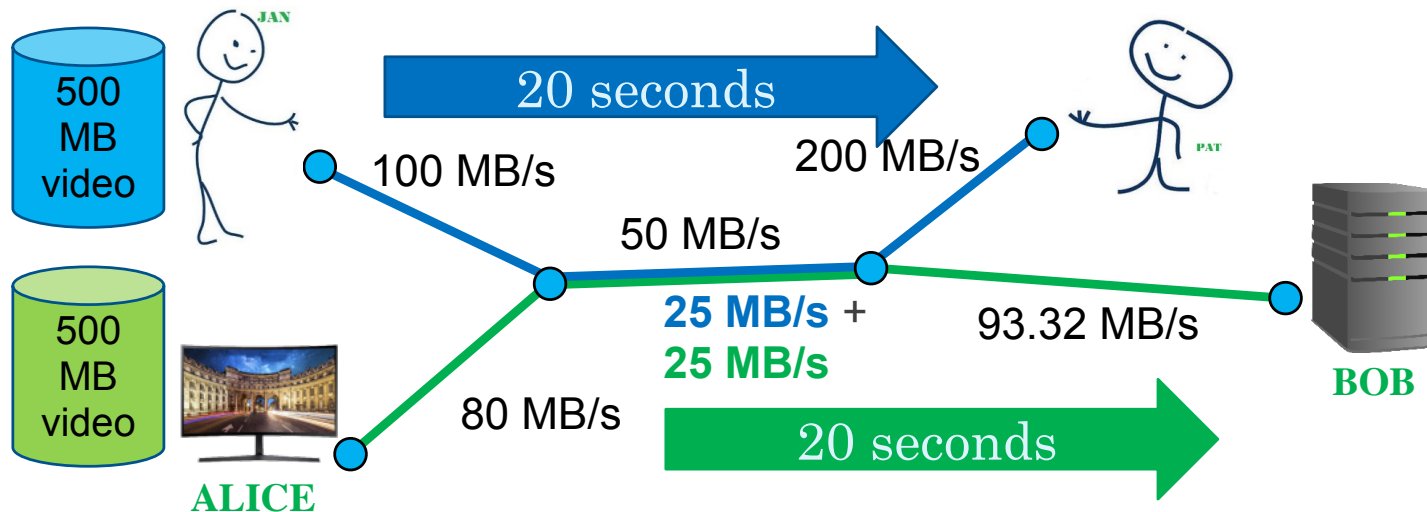 JAN
500
MB
video
20 seconds
PAT
100 MB/s
200 MB/s
50 MB/s
25 MB/s +
25 MB/s
93.32 MB/s
500
MB
video
80 MB/s
20 seconds
ALICE
BOB